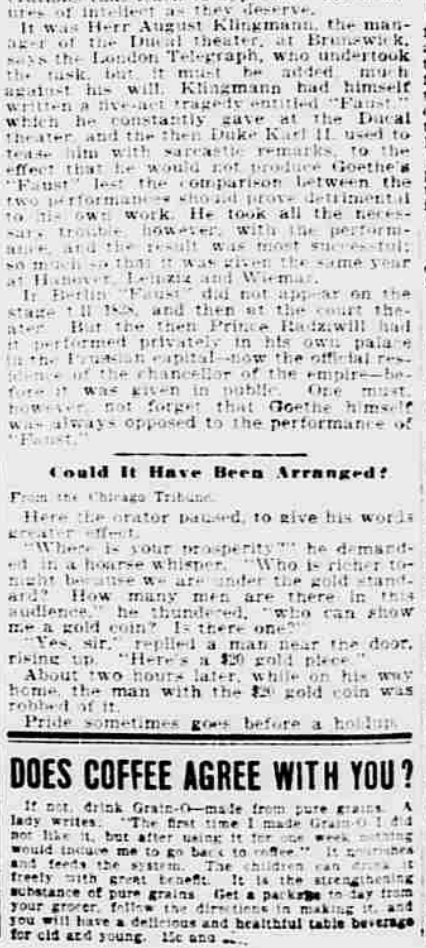 tures of intellect as they deserve.
It was Herr August Klingmann, the man-
ager of the Ducal theater, at Brunswick,
says the London Telegraph, who undertook
the task, but it must be added, much
against his will. Klingmann had himself
written a five-act tragedy entitled "Faust,"
which he constantly gave at the Ducal
theater, and the then Duke Karl II. used to
tease him with sarcastic remarks, to the
effect that he would not produce Goethe's
"Faust" lest the comparison between the
two performances should prove detrimental
to his own work. He took all the neces-
sary trouble, however, with the perform-
ance, and the result was most successful;
so much so that it was given the same year
at Hanover, Leipzig and Wiemar.
In Berlin "Faust" did not appear on the
stage till 1838, and then at the court the-
ater. But the then Prince Radziwill had
it performed privately in his own palace
in the Prussian capital—now the official res-
idence of the chancellor of the empire—be-
fore it was given in public. One must,
however, not forget that Goethe himself
was always opposed to the performance of
"Faust."
Could It Have Been Arranged?
From the Chicago Tribune.
Here the orator paused, to give his words
greater effect.
"Where is your prosperity?" he demand-
ed in a hoarse whisper. "Who is richer to-
night because we are under the gold stand-
ard? How many men are there in this
audience," he thundered, "who can show
me a gold coin? Is there one?"
"Yes, sir," replied a man near the door,
rising up. "Here's a $20 gold piece."
About two hours later, while on his way
home, the man with the $20 gold coin was
robbed of it.
Pride sometimes goes before a holdup.
DOES COFFEE AGREE WITH YOU?
If not, drink Grain-O—made from pure grains. A
lady writes: "The first time I made Grain-O I did
not like it, but after using it for one week nothing
would induce me to go back to coffee." It nourishes
and feeds the system. The children can drink it
freely with great benefit. It is the strengthening
substance of pure grains. Get a package to-day from
your grocer, follow the directions in making it, and
you will have a delicious and healthful table beverage
for old and young. 15c and